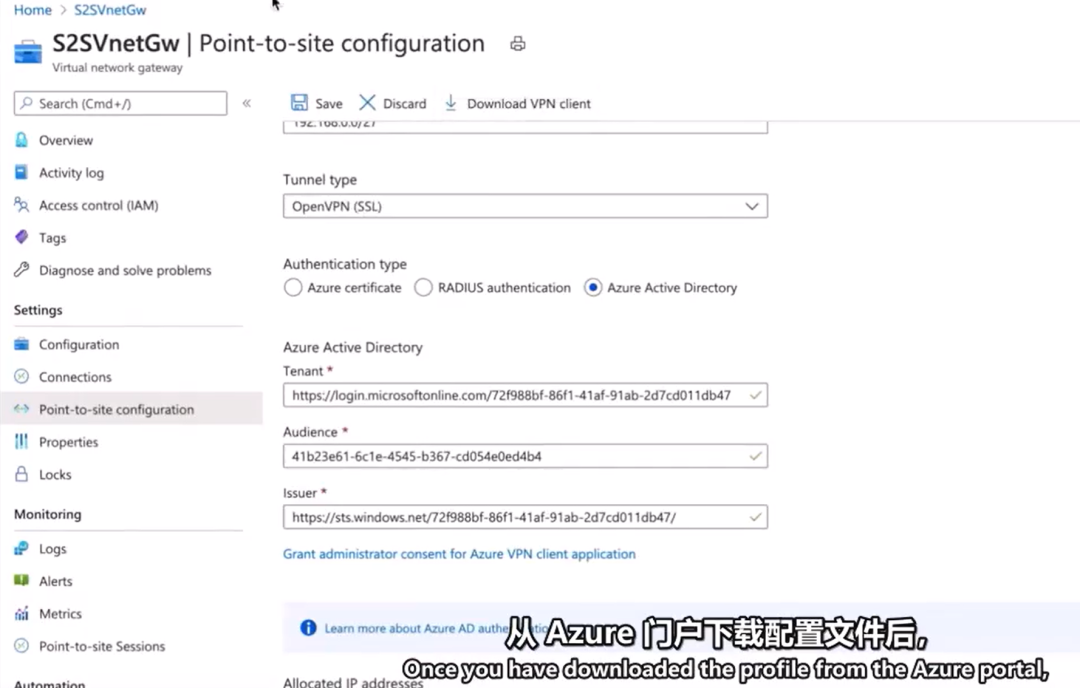 Home > S2SVnetGw
S2SVnetGw | Point-to-site configuration
Virtual network gateway
Search (Cmd+/)
«
Save
Discard
Download VPN client
192.168.0.0/27
Overview
Activity log
Access control (IAM)
Tags
Diagnose and solve problems
Settings
Configuration
Connections
Point-to-site configuration
Properties
Locks
Monitoring
Logs
Alerts
Metrics
Point-to-site Sessions
Automation
Tunnel type
OpenVPN (SSL)
Authentication type
Azure certificate
RADIUS authentication
Azure Active Directory
Azure Active Directory
Tenant *
https://login.microsoftonline.com/72f988bf-86f1-41af-91ab-2d7cd011db47
Audience *
41b23e61-6c1e-4545-b367-cd054e0ed4b4
Issuer *
https://sts.windows.net/72f988bf-86f1-41af-91ab-2d7cd011db47/
Grant administrator consent for Azure VPN client application
Learn more about Azure AD
Allocated IP addresses
从 Azure 门户下载配置文件后,
Once you have downloaded the profile from the Azure portal,